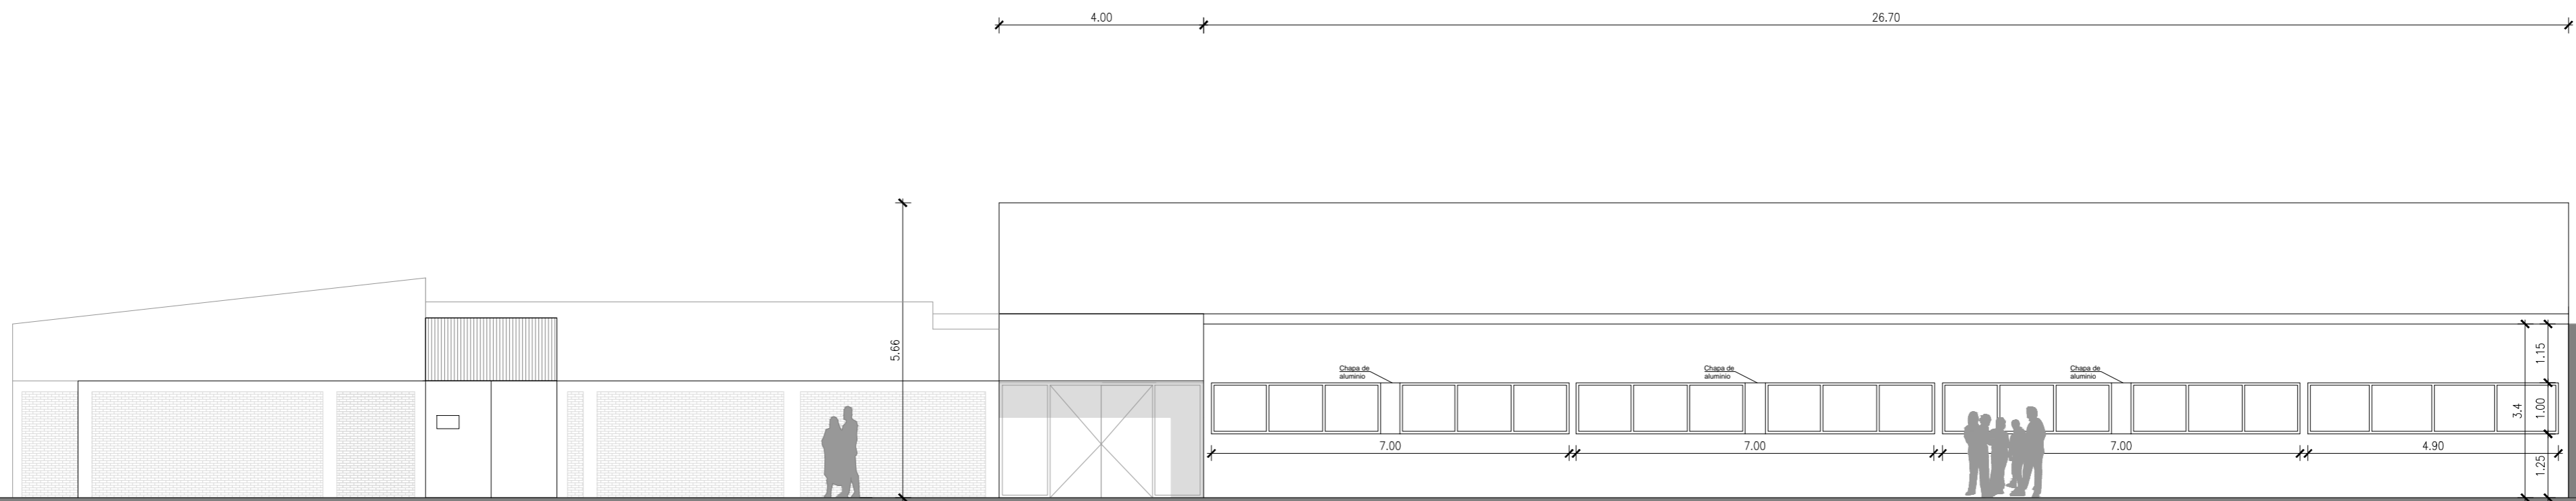 4.00
26.70
5.66
Chapa de
aluminio
Chapa de
aluminio
Chapa de
aluminio
1.15
3.4
1.00
7.00
7.00
7.00
4.90
1.25